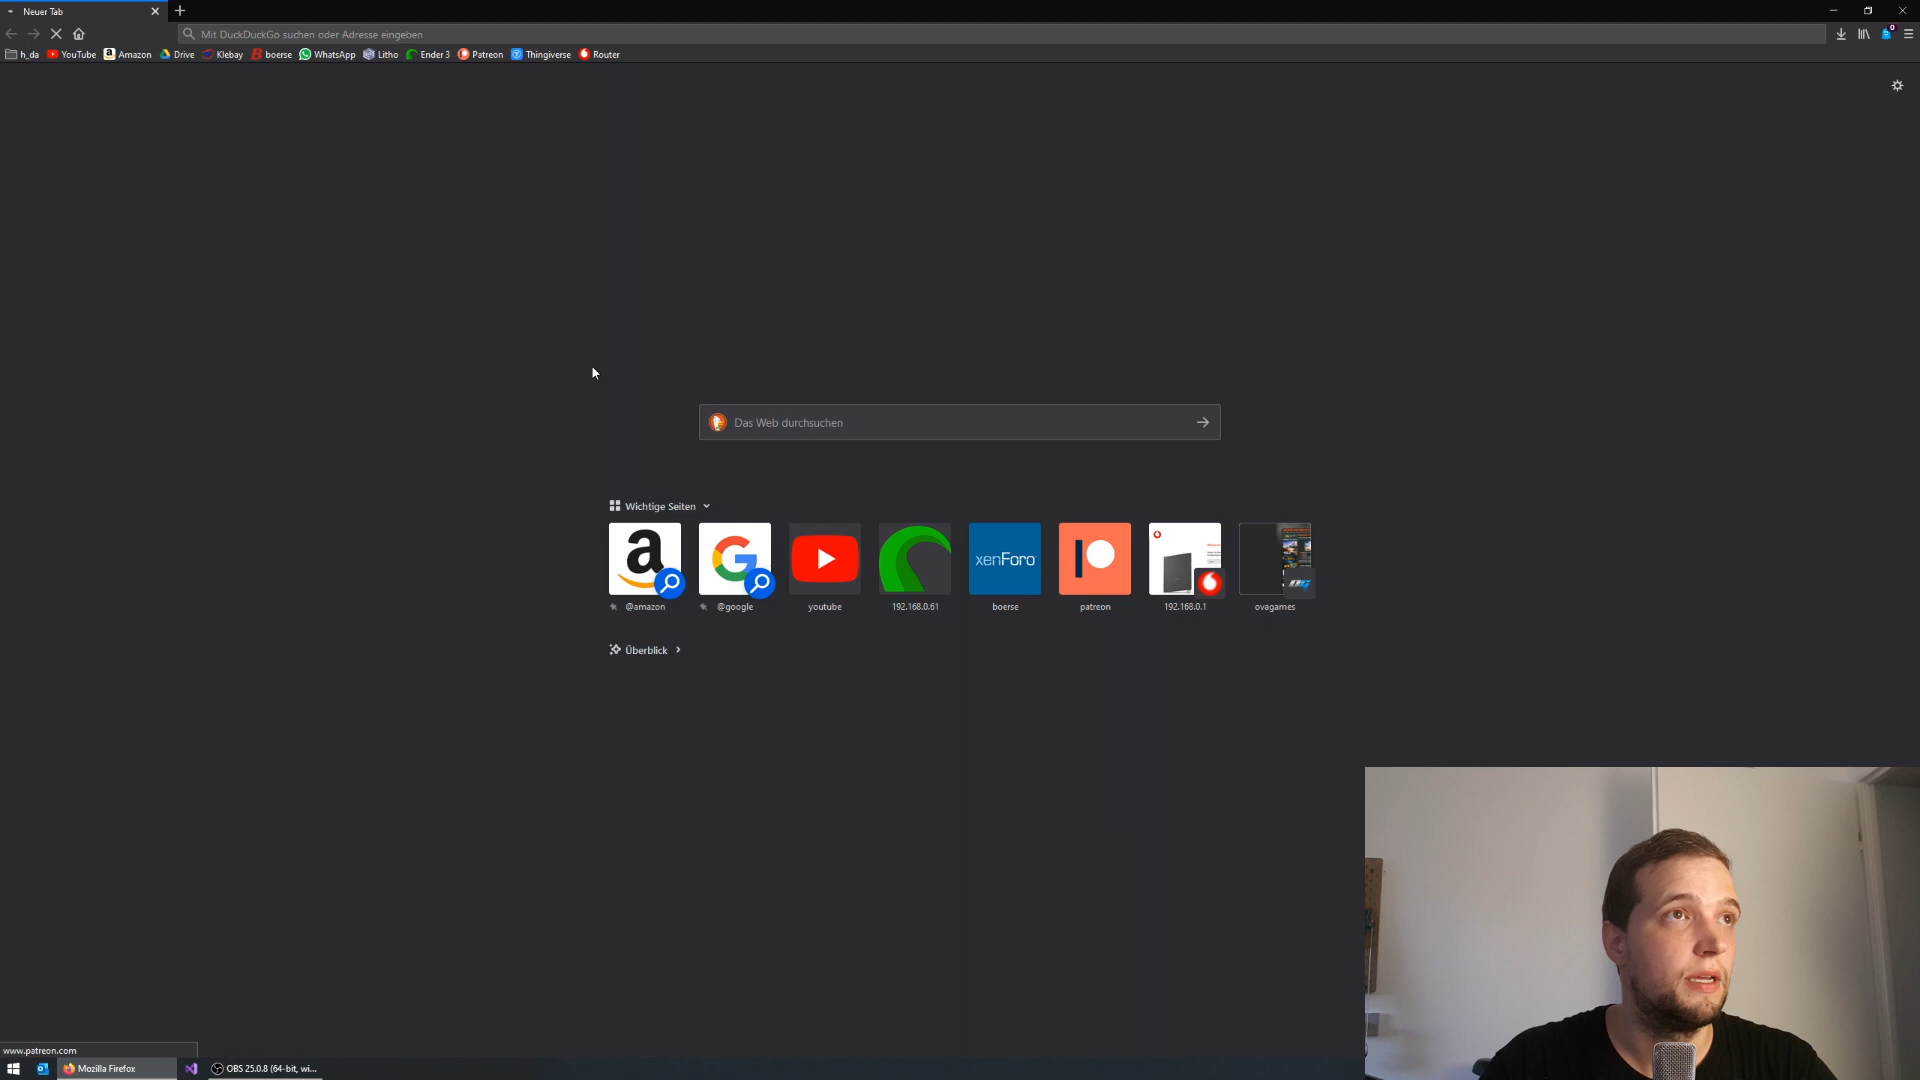 Neuer Tab
Mit DuckDuckGo suchen oder Adresse eingeben
0
h_da YouTube Amazon Drive Klebay boerse WhatsApp Litho Ender 3 Patreon Thingiverse Router
Das Web durchsuchen
Wichtige Seiten
xenForo
@amazon @google youtube 192.168.0.61 boerse patreon 192.168.0.1 ovagames
Überblick
www.patreon.com
Mozilla Firefox OBS 25.0.8 (64-bit, wi...